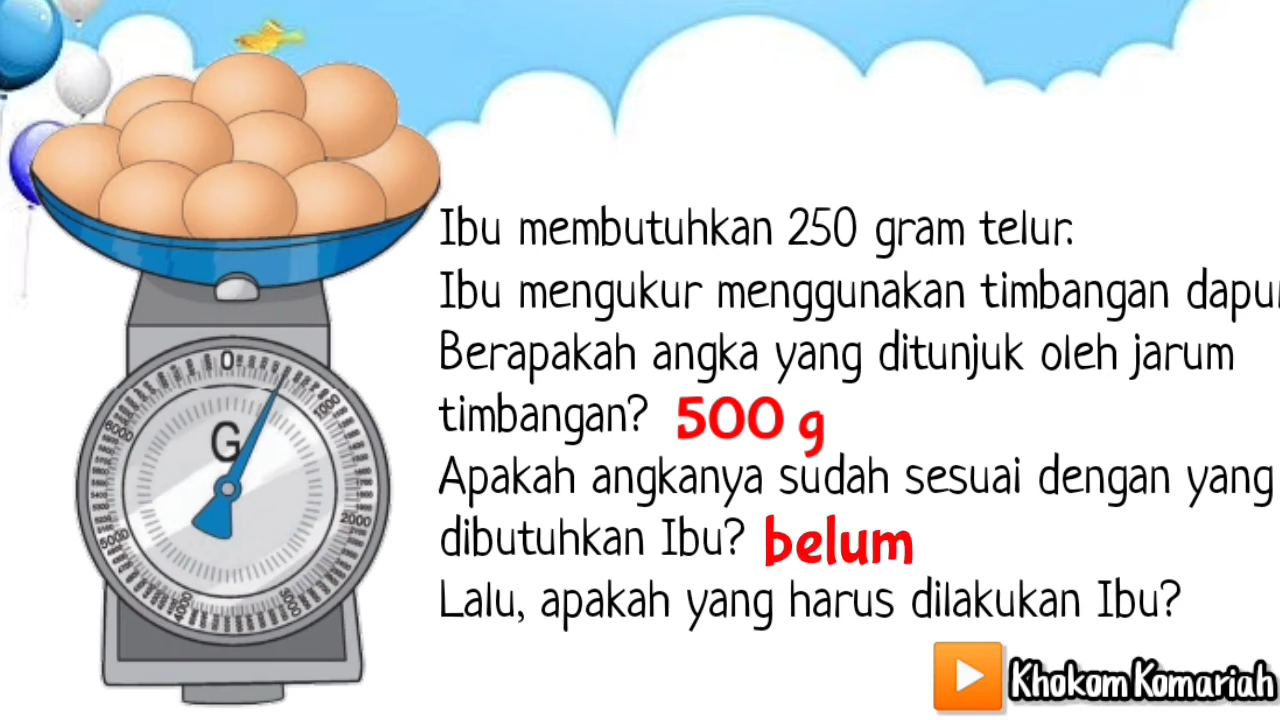 Ibu membutuhkan 250 gram telur.
Ibu mengukur menggunakan timbangan
Berapakah angka yang ditunjuk oleh jarum
timbangan? 500 g
Apakah angkanya sudah sesuai dengan yang
dibutuhkan Ibu? belum
Lalu, apakah yang harus dilakukan Ibu?
0
1000
6000
G
2000
5000
3000
4000
Khokom Komariah